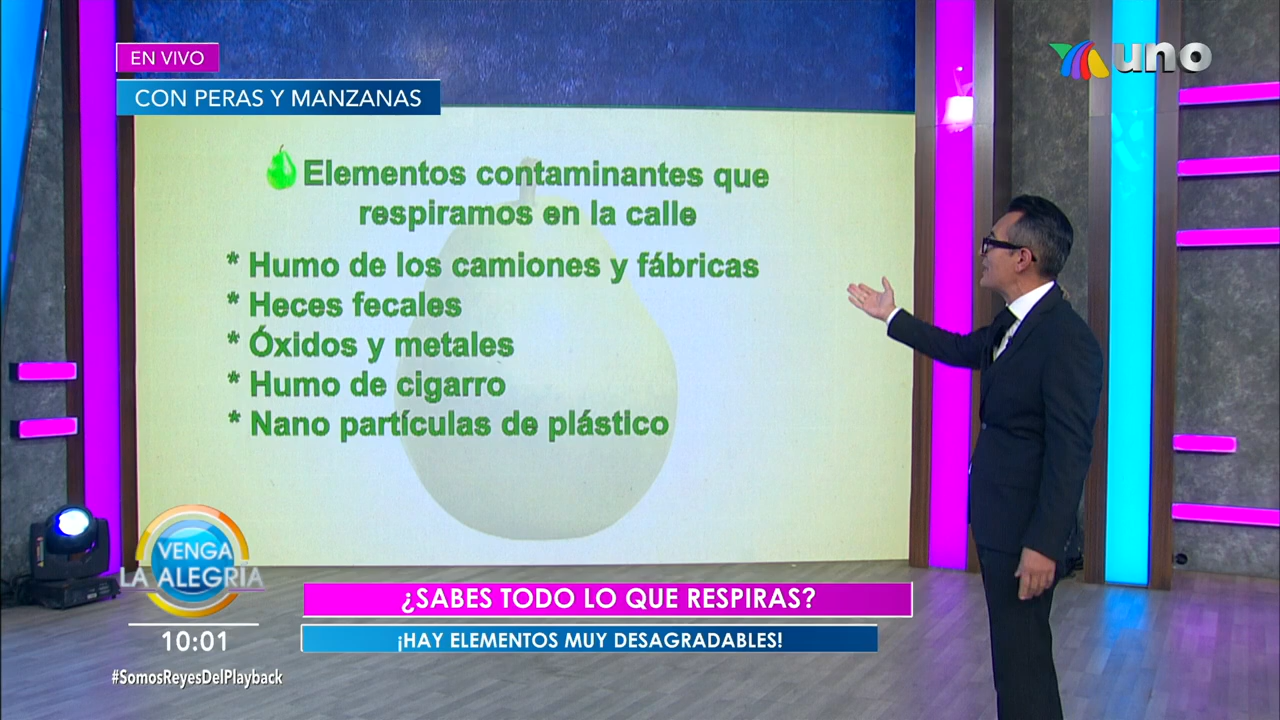 EN VIVO
CON PERAS Y MANZANAS
uno
Elementos contaminantes que
respiramos en la calle
* Humo de los camiones y fábricas
* Heces fecales
* Óxidos y metales
* Humo de cigarro
* Nano partículas de plástico
VENGA
LA ALEGRIA
10:01
#SomosReyesDelPlayback
¿SABES TODO LO QUE RESPIRAS?
¡HAY ELEMENTOS MUY DESAGRADABLES!